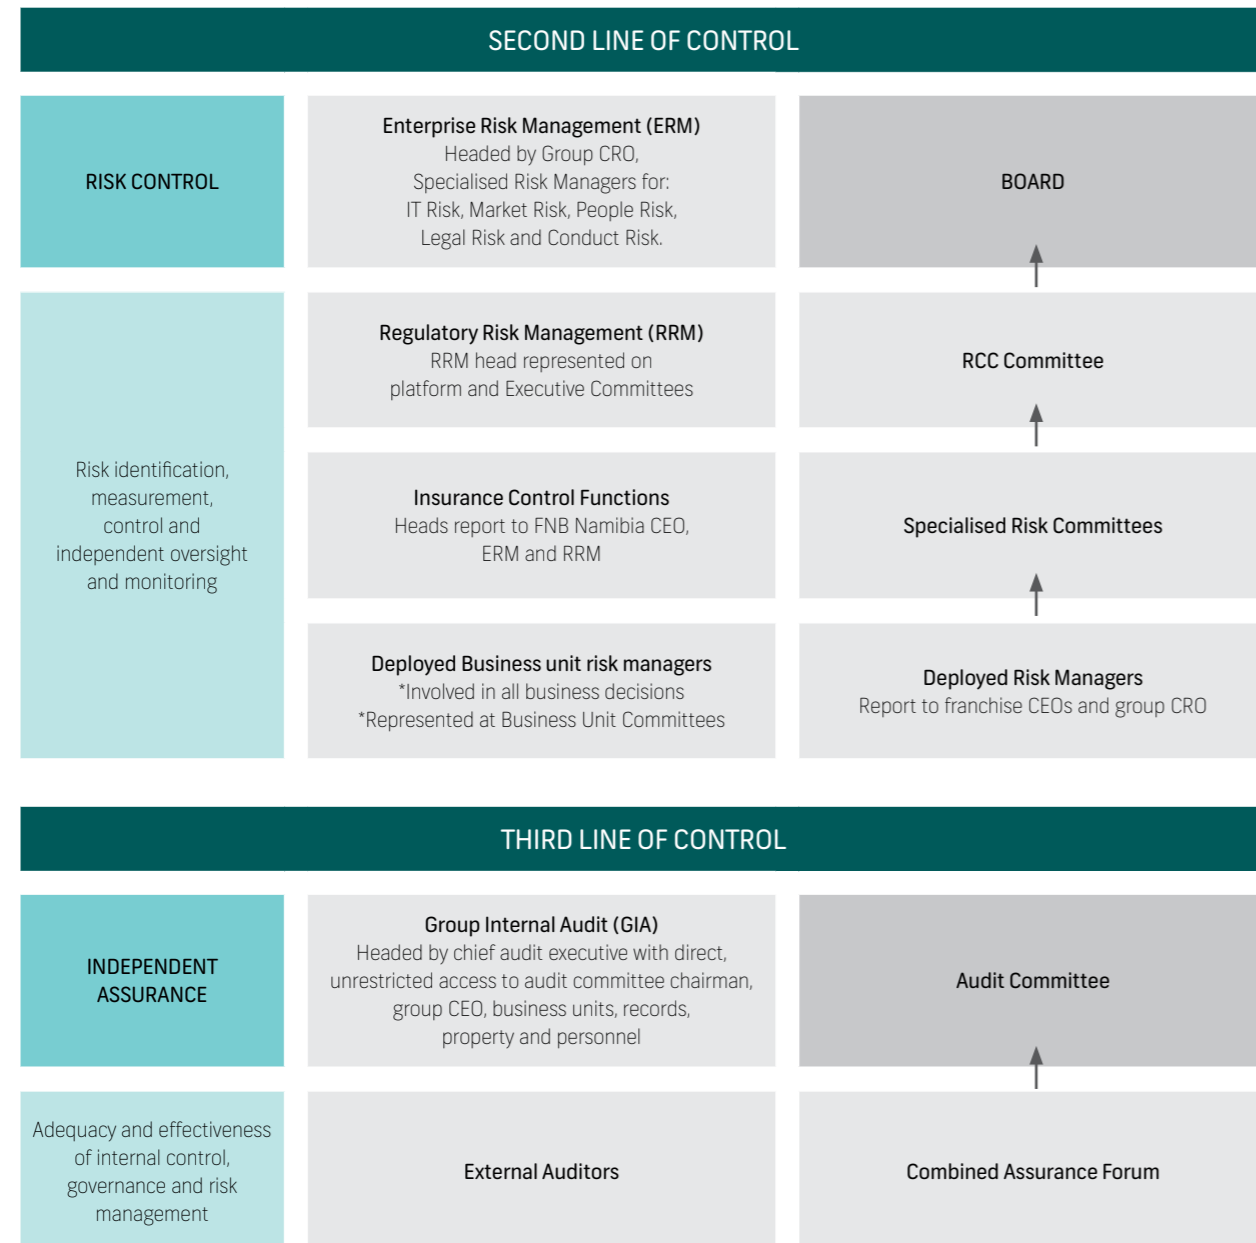 SECOND LINE OF CONTROL
RISK CONTROL
Enterprise Risk Management (ERM)
Headed by Group CRO,
Specialised Risk Managers for:
IT Risk, Market Risk, People Risk,
Legal Risk and Conduct Risk.
BOARD
Risk identification,
measurement,
control and
independent oversight
and monitoring
Regulatory Risk Management (RRM)
RRM head represented on
platform and Executive Committees
RCC Committee
Insurance Control Functions
Heads report to FNB Namibia CEO,
ERM and RRM
Specialised Risk Committees
Deployed Business unit risk managers
*Involved in all business decisions
*Represented at Business Unit Committees
Deployed Risk Managers
Report to franchise CEOs and group CRO
THIRD LINE OF CONTROL
INDEPENDENT
ASSURANCE
Group Internal Audit (GIA)
Headed by chief audit executive with direct,
unrestricted access to audit committee chairman,
group CEO, business units, records,
property and personnel
Audit Committee
Adequacy and effectiveness
of internal control,
governance and risk
management
External Auditors
Combined Assurance Forum